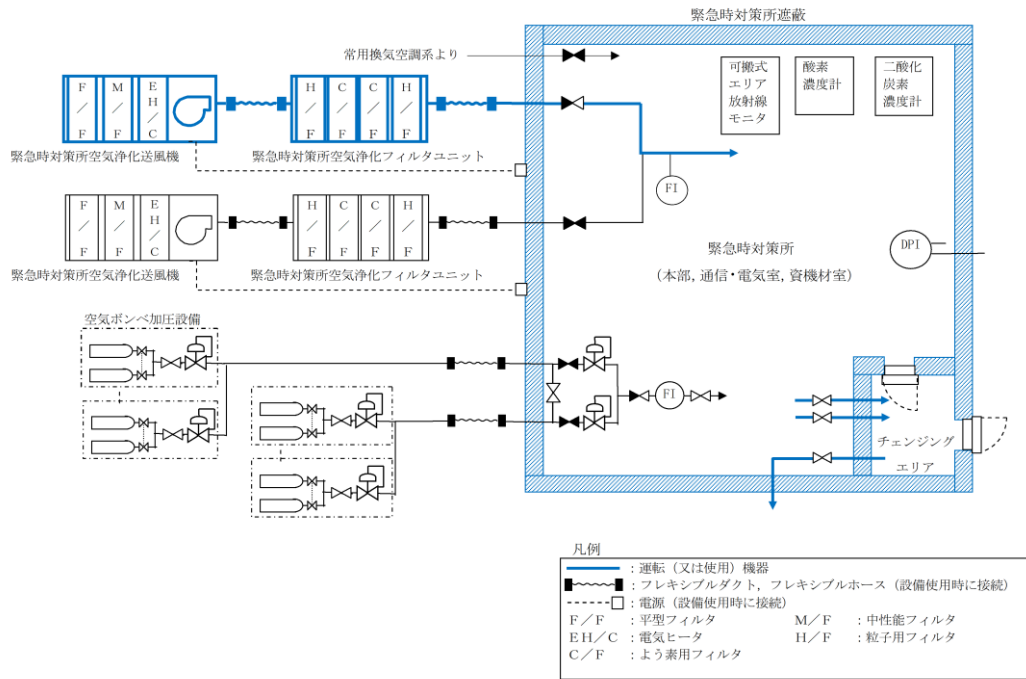 緊急時対策所遮蔽
常用換気空調系より
可搬式
エリア
放射線
モニタ
酸素
濃度計
二酸化
炭素
濃度計
F/F
M/F
EH/C
H/F
C/F
C/F
H/F
緊急時対策所空気浄化送風機
緊急時対策所空気浄化フィルタユニット
FI
F/F
M/F
EH/C
H/F
C/F
C/F
H/F
緊急時対策所空気浄化送風機
緊急時対策所空気浄化フィルタユニット
緊急時対策所
(本部,通信・電気室,資機材室)
DPI
空気ボンベ加圧設備
FI
チェンジング
エリア
凡例
:運転(又は使用)機器
:フレキシブルダクト,フレキシブルホース(設備使用時に接続)
:電源(設備使用時に接続)
F/F :平型フィルタ M/F :中性能フィルタ
EH/C :電気ヒータ H/F :粒子用フィルタ
C/F :よう素用フィルタ